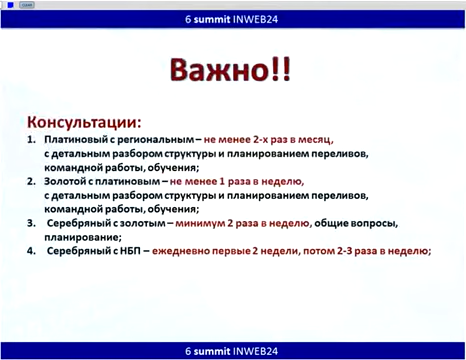 6 summit INWEB24
Важно!!
Консультации:
1. Платиновый с региональным – не менее 2-х раз в месяц,
с детальным разбором структуры и планированием переливов,
командной работы, обучения;
2. Золотой с платиновым – не менее 1 раза в неделю,
с детальным разбором структуры и планированием переливов,
командной работы, обучения;
3. Серебряный с золотым – минимум 2 раза в неделю, общие вопросы,
планирование;
4. Серебряный с НБП – ежедневно первые 2 недели, потом 2-3 раза в неделю;
6 summit INWEB24